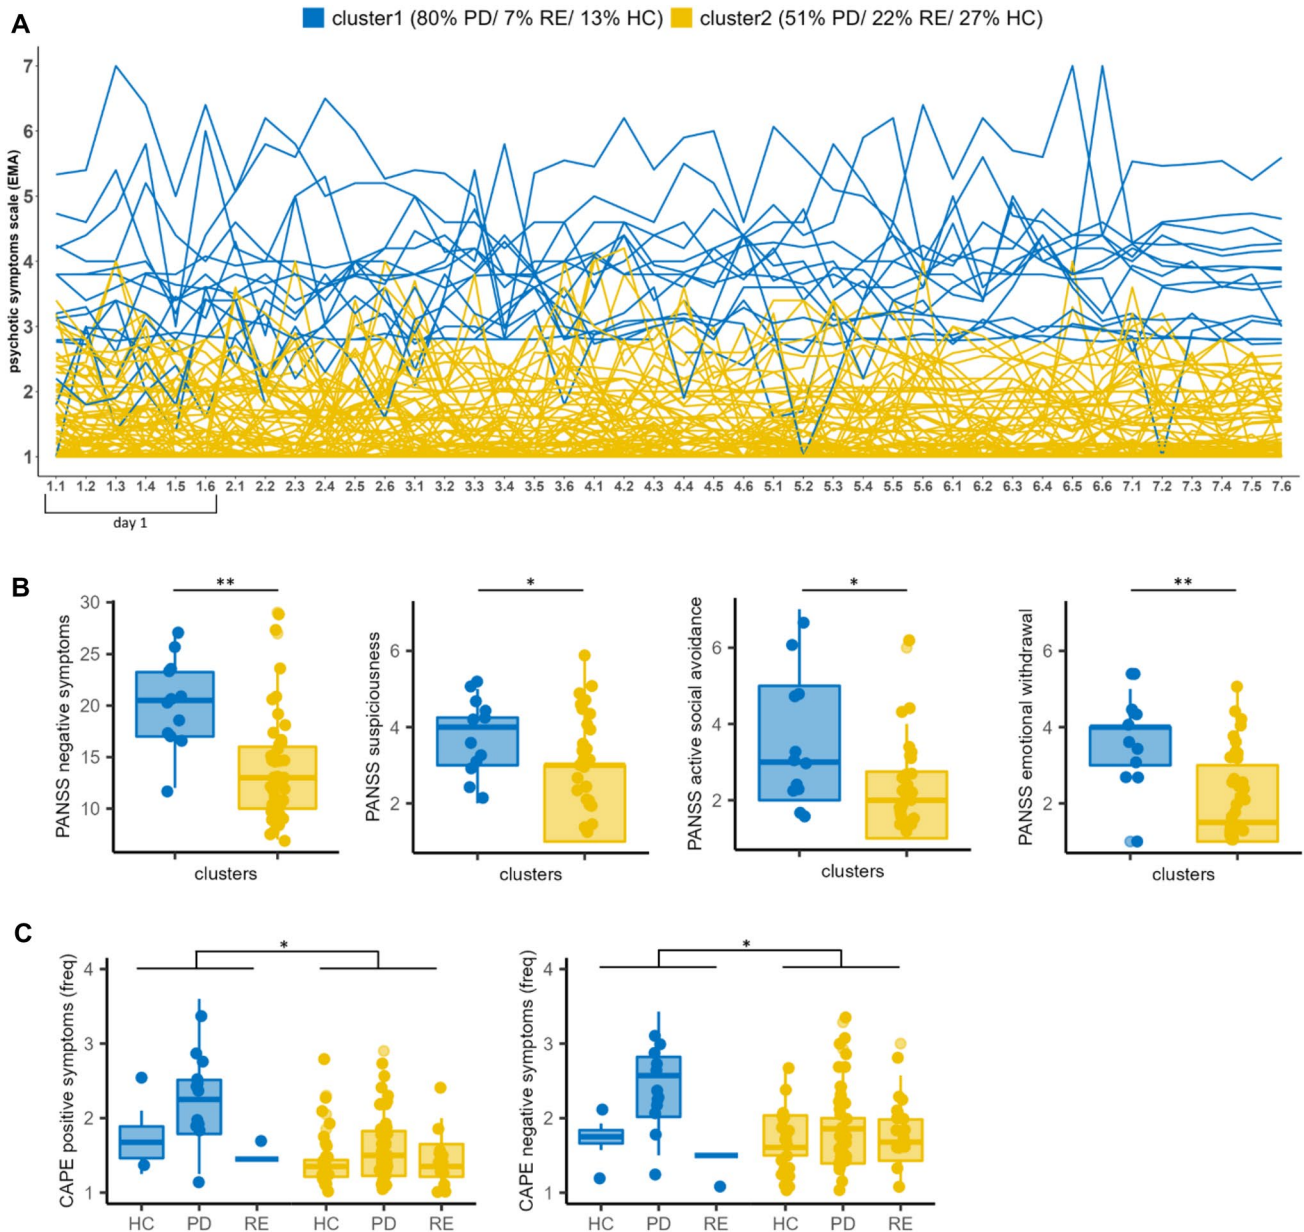 A
cluster1 (80% PD/ 7% RE/ 13% HC) cluster2 (51% PD/ 22% RE/ 27% HC)
psychotic symptoms scale (EMA)
7
6
5
4
3
2
1
1.1 1.2 1.3 1.4 1.5 1.6 2.1 2.2 2.3 2.4 2.5 2.6 3.1 3.2 3.3 3.4 3.5 3.6 4.1 4.2 4.3 4.4 4.5 4.6 5.1 5.2 5.3 5.4 5.5 5.6 6.1 6.2 6.3 6.4 6.5 6.6 7.1 7.2 7.3 7.4 7.5 7.6
day 1
B
PANSS negative symptoms
30
25
20
15
10
**
clusters
PANSS suspiciousness
6
4
2
*
clusters
PANSS active social avoidance
6
4
2
*
clusters
PANSS emotional withdrawal
6
4
2
**
clusters
C
CAPE positive symptoms (freq)
4
3
2
1
*
HC PD RE HC PD RE
CAPE negative symptoms (freq)
4
3
2
1
*
HC PD RE HC PD RE